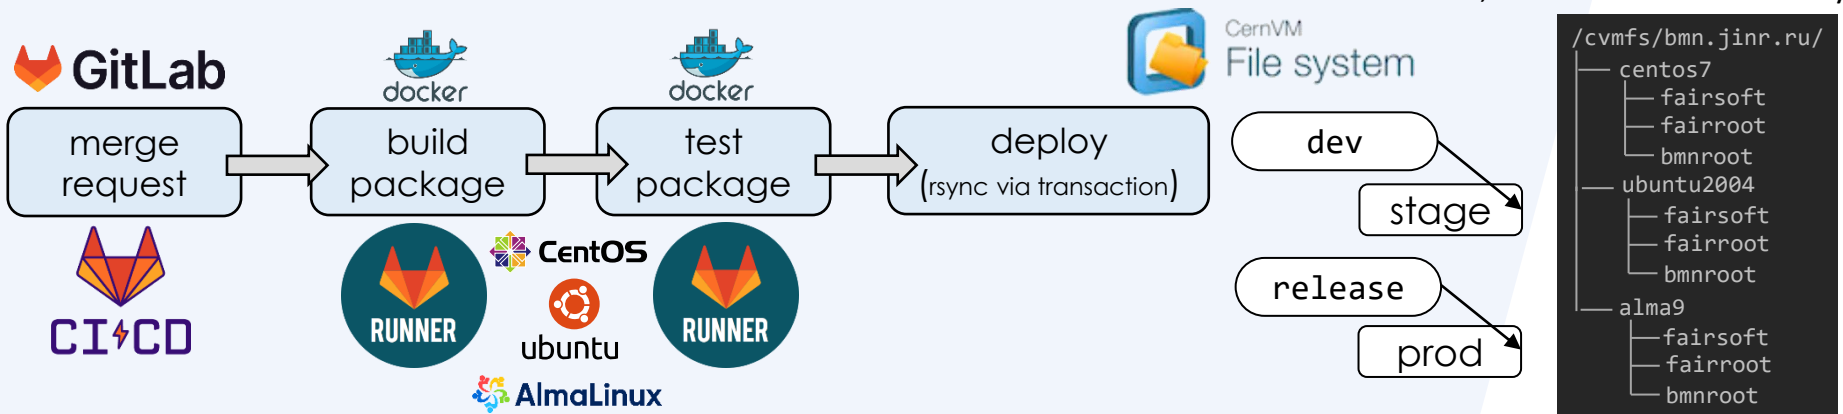 GitLab
merge
request
CI CD
docker
build
package
RUNNER
CentOS
ubuntu
AlmaLinux
docker
test
package
RUNNER
deploy
(rsync via transaction)
CernVM
File system
dev
stage
release
prod
/cvmfs/bmn.jinr.ru/
centos7
fairsoft
fairroot
bmnroot
ubuntu2004
fairsoft
fairroot
bmnroot
alma9
fairsoft
fairroot
bmnroot